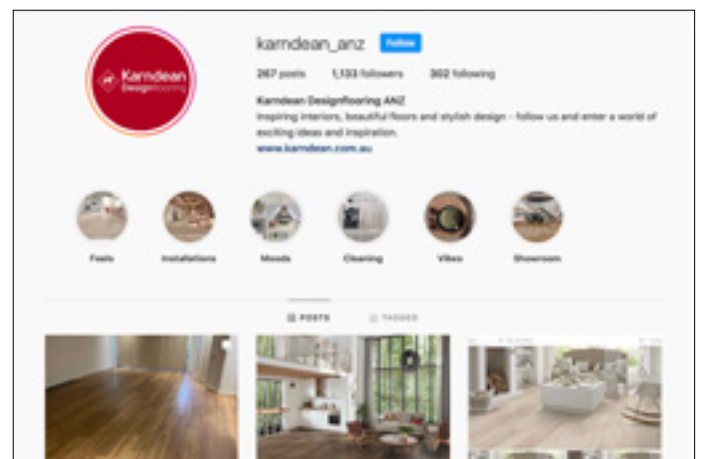 Karndean
Designflooring
karndean_anz Follow
267 posts 1,133 followers 302 following
Karndean Designflooring ANZ
Inspiring interiors, beautiful floors and stylish design - follow us and enter a world of
exciting ideas and inspiration.
www.karndean.com.au
Feels Installations Moods Cleaning Vibes Showroom
POSTS TAGGED